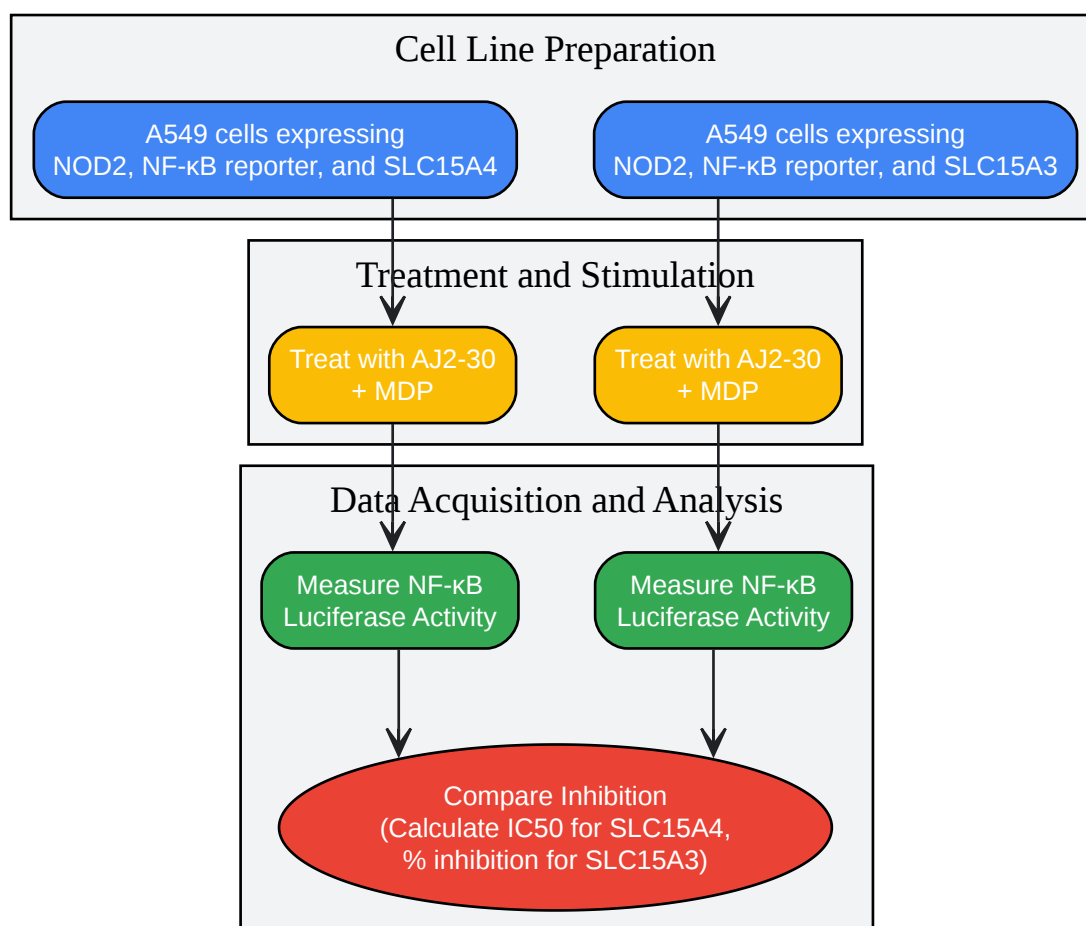 Cell Line Preparation
A549 cells expressing
NOD2, NF-κB reporter, and SLC15A4
A549 cells expressing
NOD2, NF-κB reporter, and SLC15A3
Treatment and Stimulation
Treat with AJ2-30
+ MDP
Treat with AJ2-30
+ MDP
Data Acquisition and Analysis
Measure NF-κB
Luciferase Activity
Measure NF-κB
Luciferase Activity
Compare Inhibition
(Calculate IC50 for SLC15A4,
% inhibition for SLC15A3)